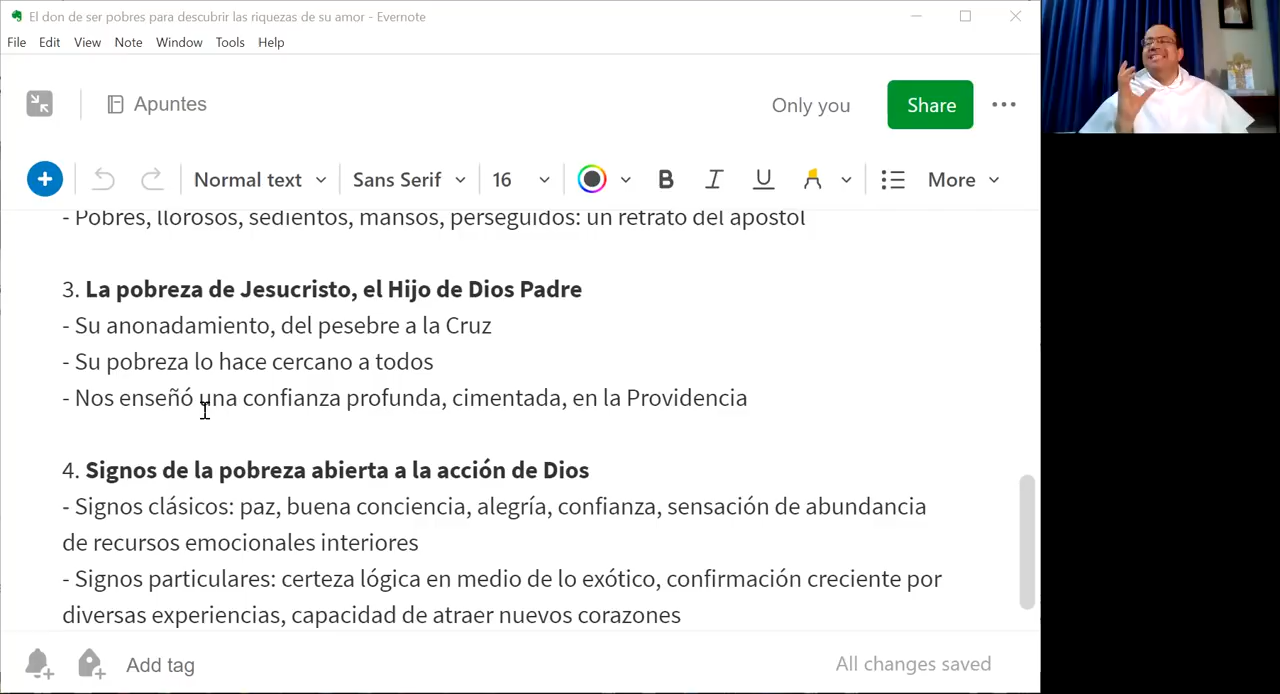 El don de ser pobres para descubrir las riquezas de su amor - Evernote
File Edit View Note Window Tools Help
Apuntes
Only you
Share
Normal text
Sans Serif
16
B I U
More
- Pobres, llorosos, sedientos, mansos, perseguidos: un retrato del apóstol
3. La pobreza de Jesucristo, el Hijo de Dios Padre
- Su anonadamiento, del pesebre a la Cruz
- Su pobreza lo hace cercano a todos
- Nos enseñó una confianza profunda, cimentada, en la Providencia
4. Signos de la pobreza abierta a la acción de Dios
- Signos clásicos: paz, buena conciencia, alegría, confianza, sensación de abundancia
de recursos emocionales interiores
- Signos particulares: certeza lógica en medio de lo exótico, confirmación creciente por
diversas experiencias, capacidad de atraer nuevos corazones
Add tag
All changes saved